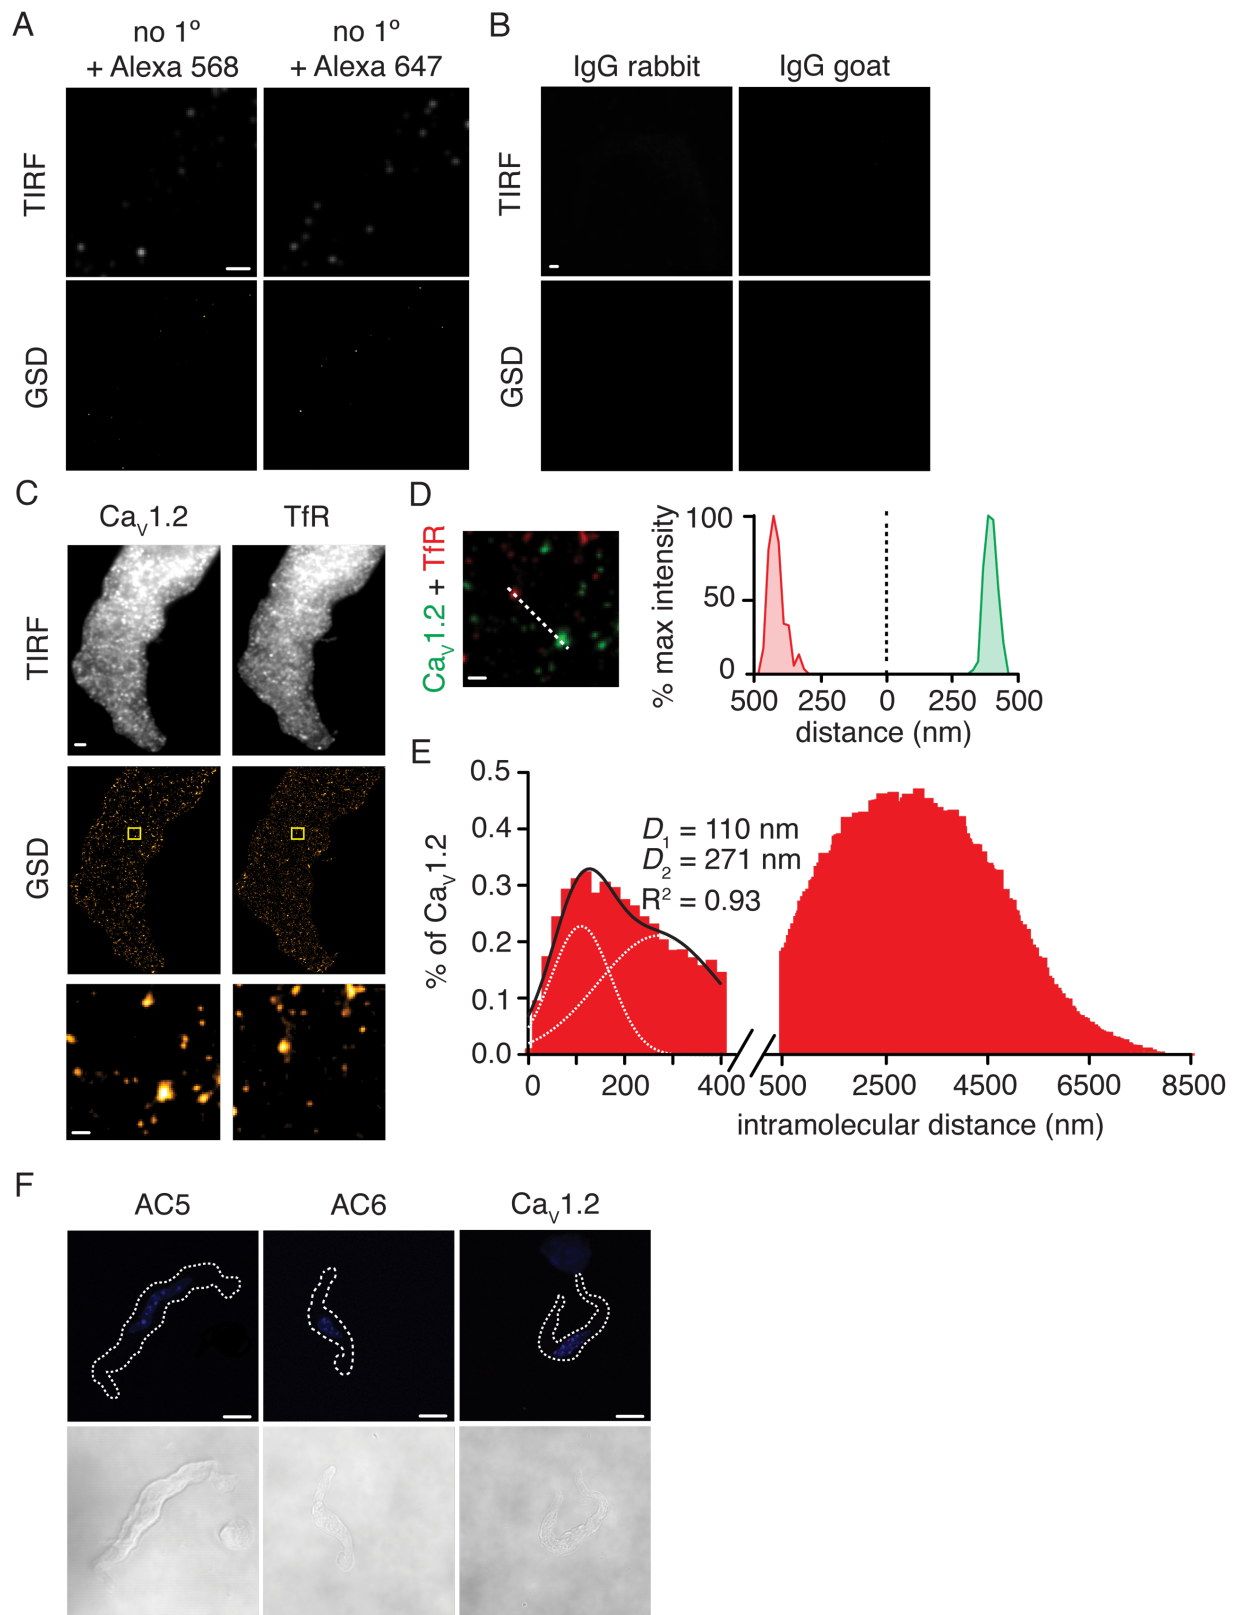 A
no 1º
+ Alexa 568
no 1º
+ Alexa 647
TIRF
GSD
B
IgG rabbit
IgG goat
TIRF
GSD
C
CaV1.2
TfR
TIRF
GSD
D
CaV1.2 + TfR
% max intensity
100
50
0
500 250 0 250 500
distance (nm)
E
% of CaV1.2
0.5
0.4
0.3
0.2
0.1
0.0
D1 = 110 nm
D2 = 271 nm
R2 = 0.93
0 200 400 500 2500 4500 6500 8500
intramolecular distance (nm)
F
AC5
AC6
CaV1.2